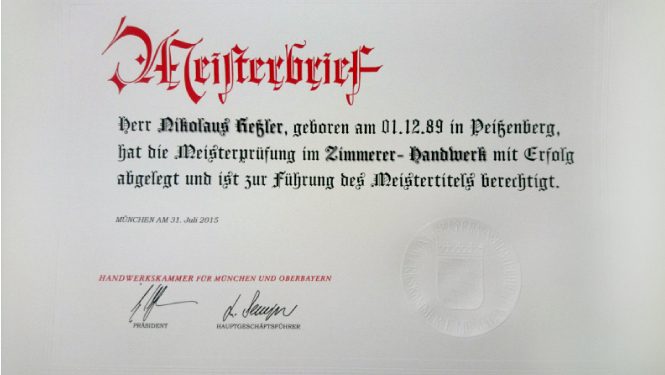 Meisterbrief
Herr Nikolaus Keßler, geboren am 01.12.89 in Peißenberg,
hat die Meisterprüfung im Zimmerer- Handwerk mit Erfolg
abgelegt und ist zur Führung des Meistertitels berechtigt.
MÜNCHEN AM 31. Juli 2015
HANDWERKSKAMMER FÜR MÜNCHEN UND OBERBAYERN
PRÄSIDENT HAUPTGESCHÄFTSFÜHRER